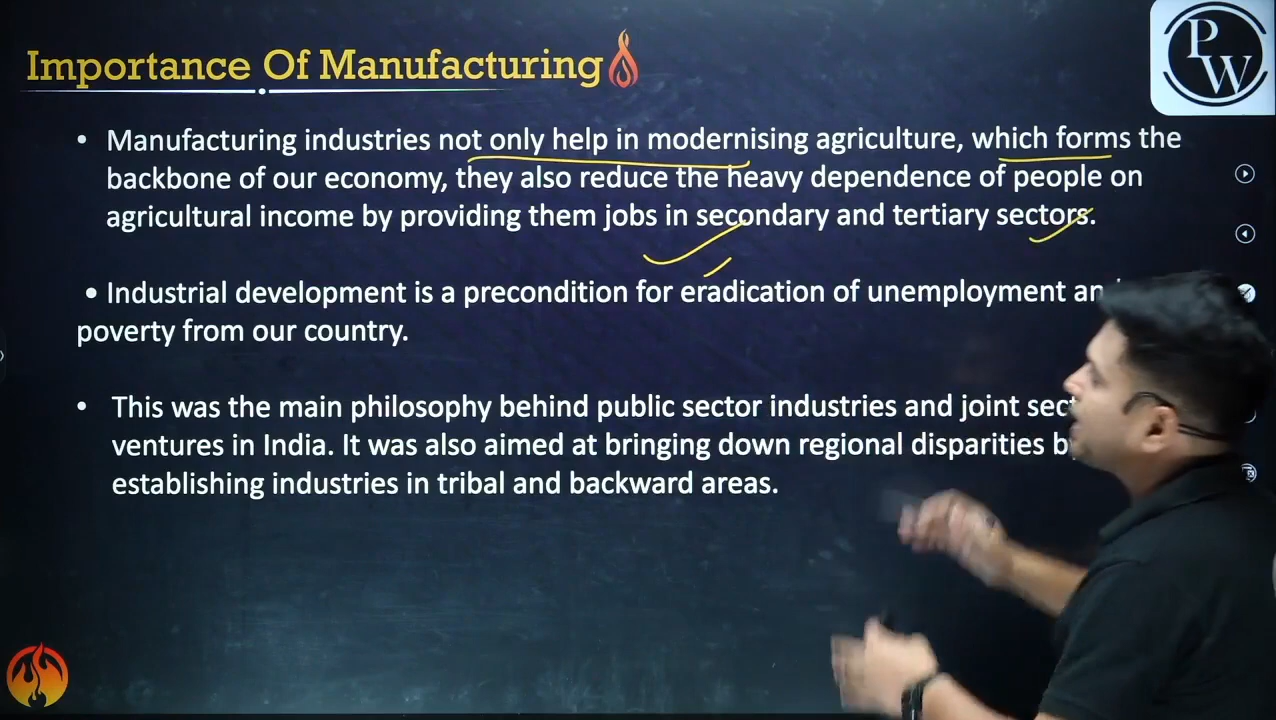 Importance Of Manufacturing
PW
• Manufacturing industries not only help in modernising agriculture, which forms the
backbone of our economy, they also reduce the heavy dependence of people on
agricultural income by providing them jobs in secondary and tertiary sectors.
• Industrial development is a precondition for eradication of unemployment
poverty from our country.
• This was the main philosophy behind public sector industries and joint
ventures in India. It was also aimed at bringing down regional disparities
establishing industries in tribal and backward areas.